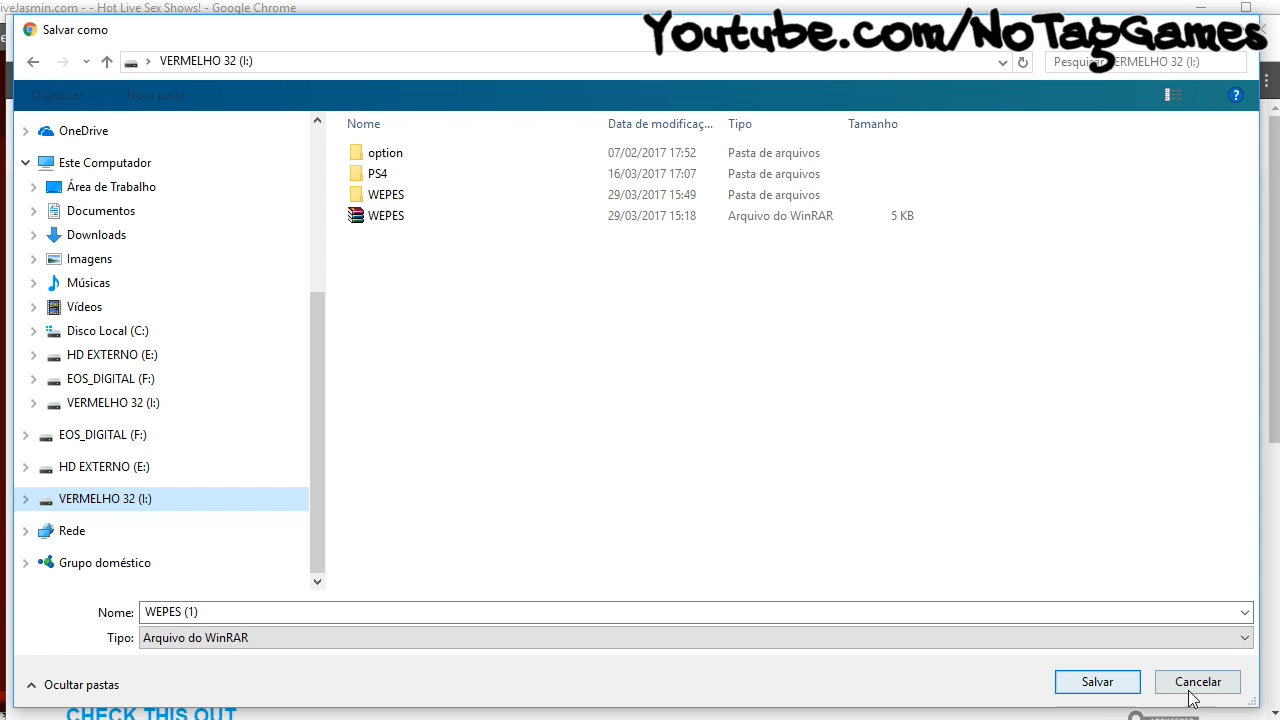 iveJasmin.com - - Hot Live Sex Shows! - Google Chrome
Youtube.com/NoTagGames
Salvar como
VERMELHO 32 (I:)
VERMELHO 32 (I:)
Organizar
Nova pasta
Nome
Data de modificaç...
Tipo
Tamanho
option
07/02/2017 17:52
Pasta de arquivos
PS4
16/03/2017 17:07
Pasta de arquivos
WEPES
29/03/2017 15:49
Pasta de arquivos
WEPES
29/03/2017 15:18
Arquivo do WinRAR
5 KB
OneDrive
Este Computador
Área de Trabalho
Documentos
Downloads
Imagens
Músicas
Vídeos
Disco Local (C:)
HD EXTERNO (E:)
EOS_DIGITAL (F:)
VERMELHO 32 (I:)
EOS_DIGITAL (F:)
HD EXTERNO (E:)
VERMELHO 32 (I:)
Rede
Grupo doméstico
Nome:
WEPES (1)
Tipo:
Arquivo do WinRAR
Ocultar pastas
Salvar
Cancelar
CHECK THIS OUT